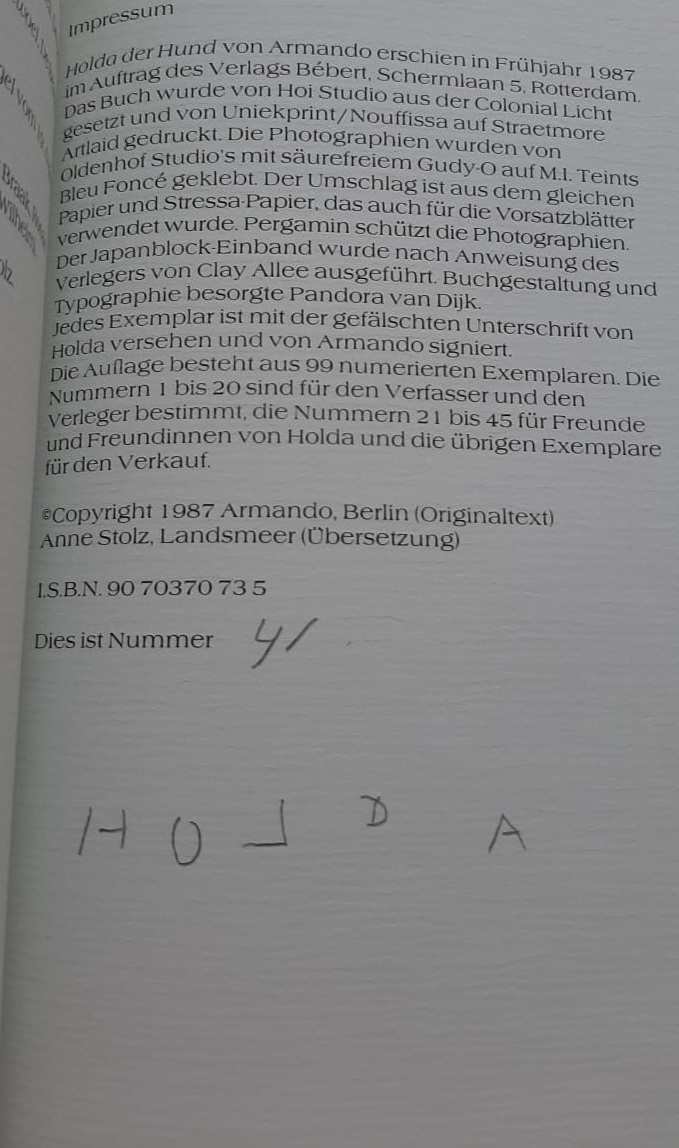 Impressum
Holda der Hund von Armando erschien in Frühjahr 1987
im Auftrag des Verlags Bébert, Schermlaan 5, Rotterdam.
Das Buch wurde von Hoi Studio aus der Colonial Licht
gesetzt und von Uniekprint/Nouffissa auf Straetmore
Artlaid gedruckt. Die Photographien wurden von
Oldenhof Studio's mit säurefreiem Gudy-O auf M.I. Teints
Bleu Foncé geklebt. Der Umschlag ist aus dem gleichen
Papier und Stressa-Papier, das auch für die Vorsatzblätter
verwendet wurde. Pergamin schützt die Photographien.
Der Japanblock-Einband wurde nach Anweisung des
Verlegers von Clay Allee ausgeführt. Buchgestaltung und
Typographie besorgte Pandora van Dijk.
Jedes Exemplar ist mit der gefälschten Unterschrift von
Holda versehen und von Armando signiert.
Die Auflage besteht aus 99 numerierten Exemplaren. Die
Nummern 1 bis 20 sind für den Verfasser und den
Verleger bestimmt, die Nummern 21 bis 45 für Freunde
und Freundinnen von Holda und die übrigen Exemplare
für den Verkauf.
©Copyright 1987 Armando, Berlin (Originaltext)
Anne Stolz, Landsmeer (Übersetzung)
I.S.B.N. 90 70370 73 5
Dies ist Nummer 41
H O L D A